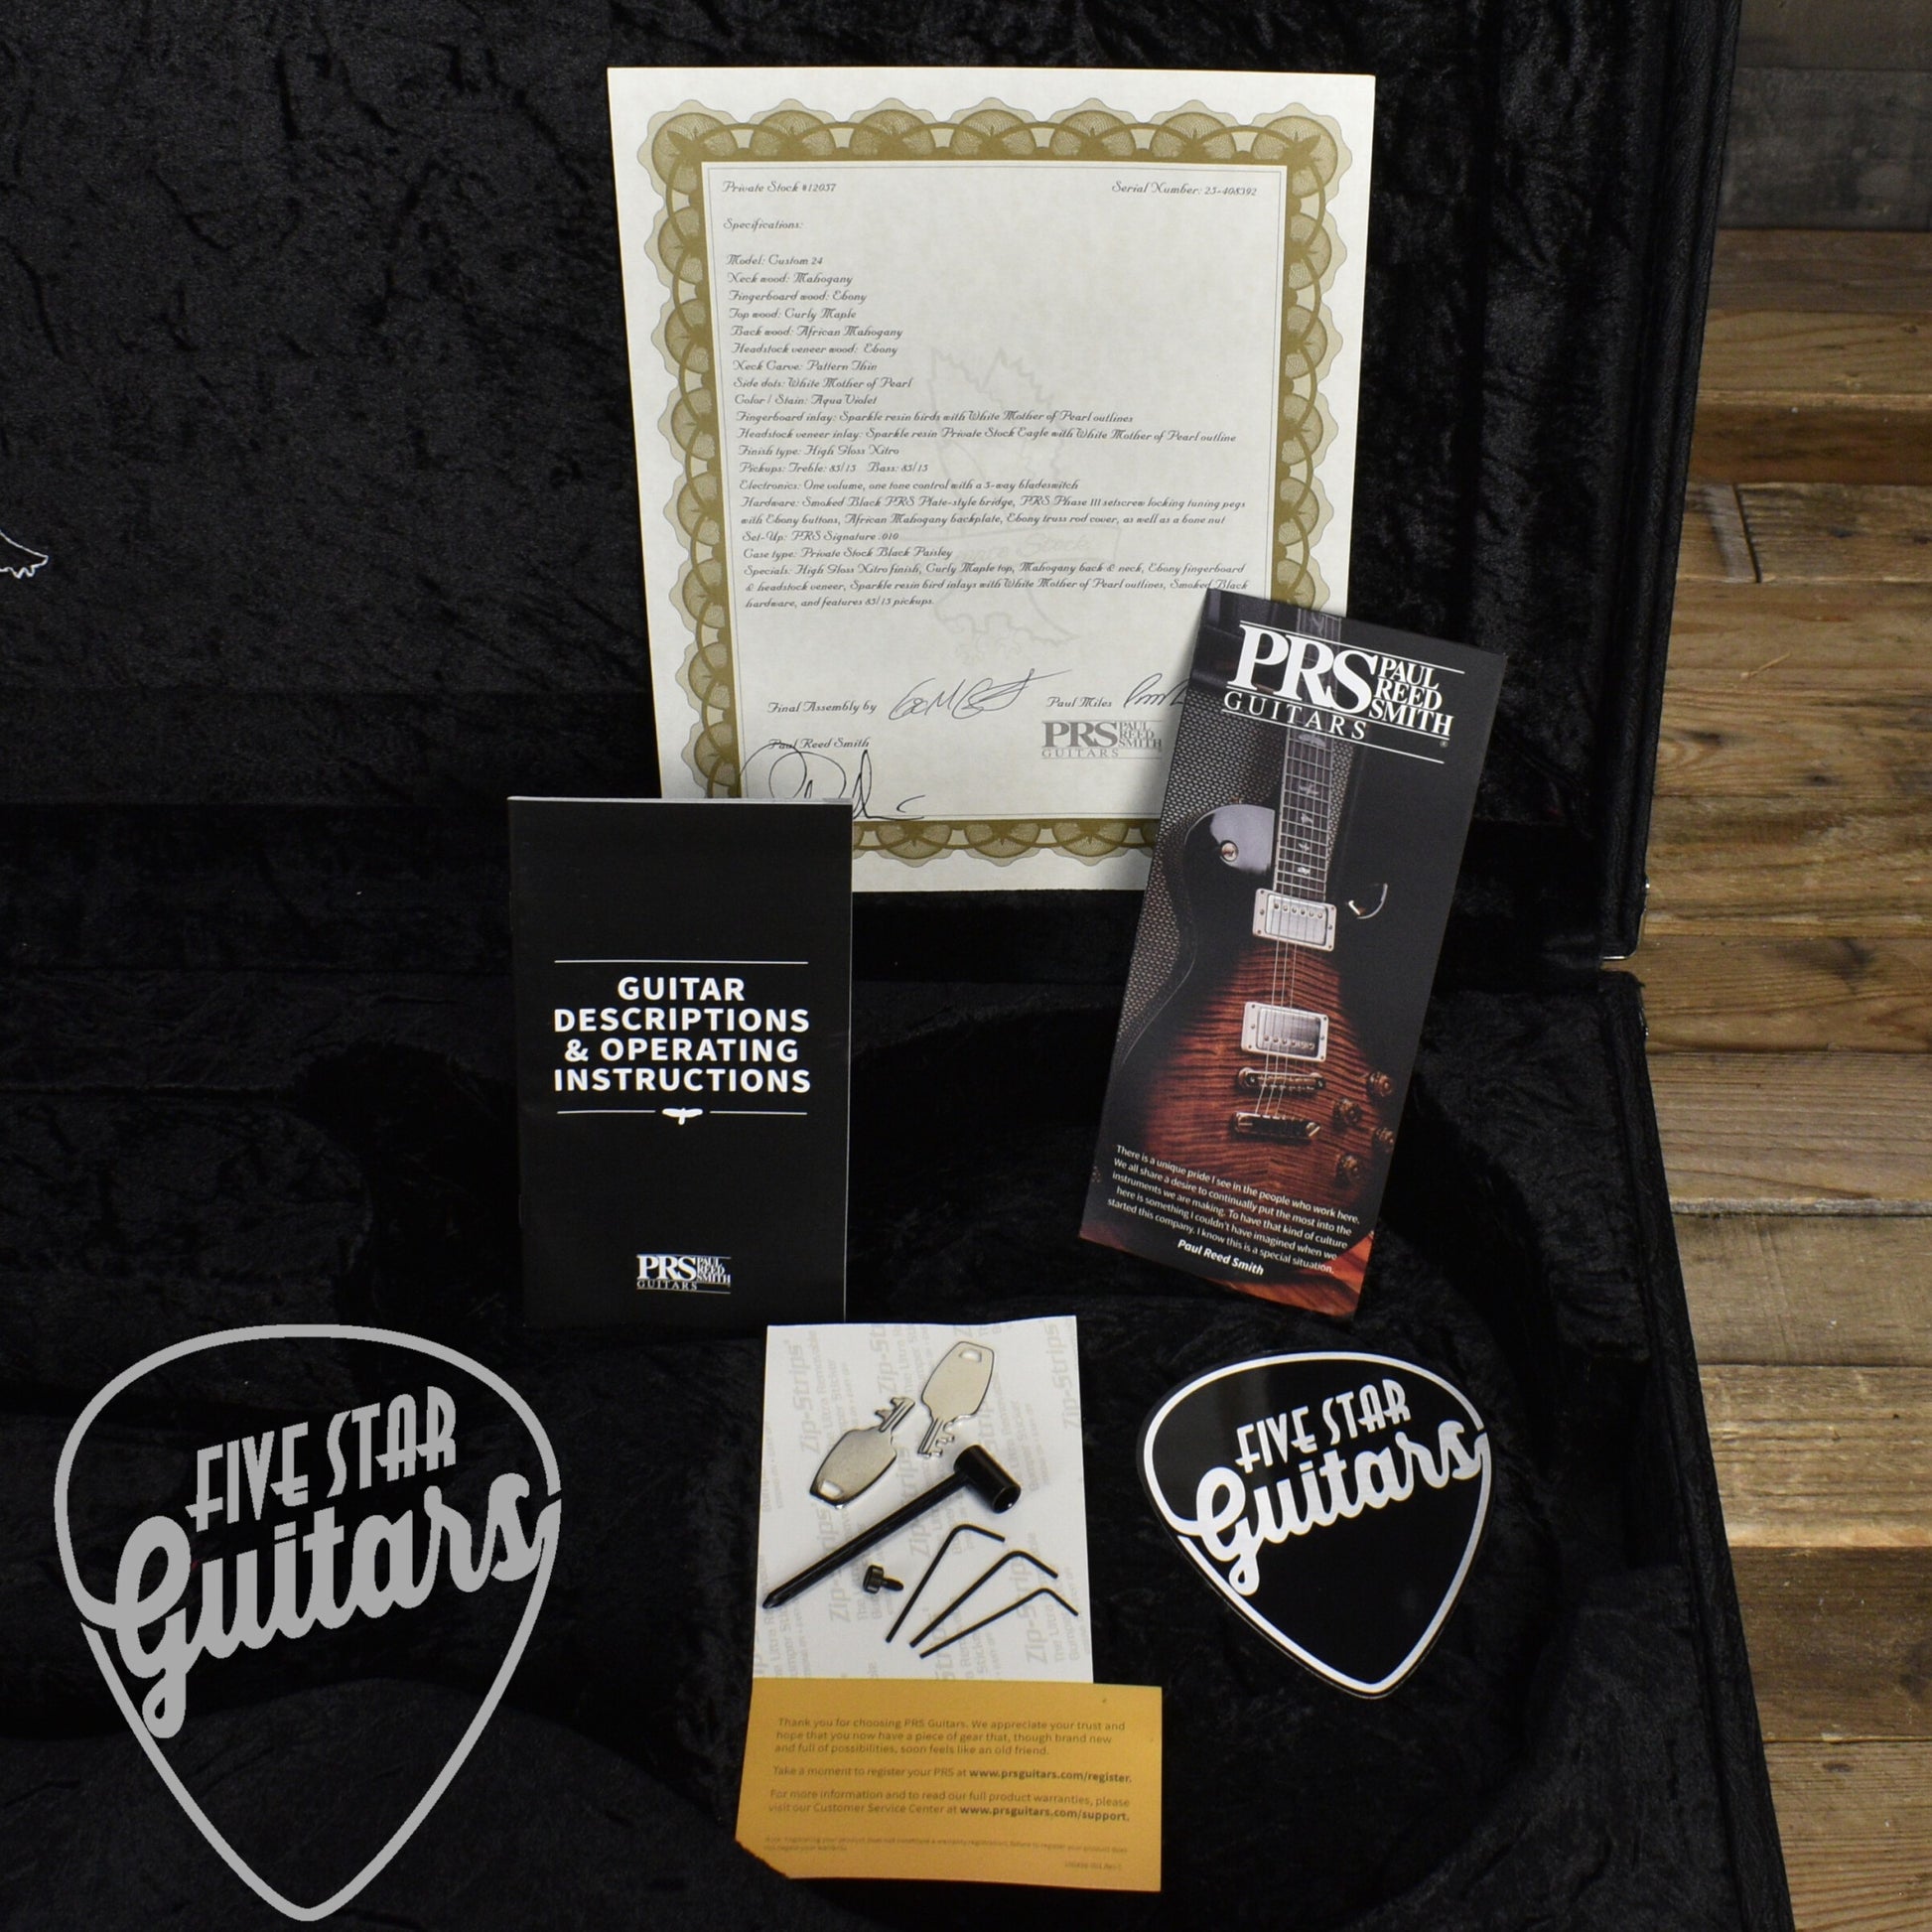 Private Stock #12037
Serial Number: 23-408392
Specifications:
Model: Custom 24
Neck wood: Mahogany
Fingerboard wood: Ebony
Top wood: Curly Maple
Back wood: African Mahogany
Headstock veneer wood: Ebony
Neck Carve: Pattern Thin
Side dots: White Mother of Pearl
Color / Stain: Aqua Violet
Fingerboard inlay: Sparkle resin birds with White Mother of Pearl outlines
Headstock veneer inlay: Sparkle resin Private Stock Eagle with White Mother of Pearl outline
Finish type: High Gloss Nitro
Pickups: Treble: 85/15 Bass: 85/15
Electronics: One volume, one tone control with a 5-way bladeswitch
Hardware: Smoked Black PRS Plate-style bridge, PRS Phase III setscrew locking tuning pegs
with Ebony buttons, African Mahogany backplate, Ebony truss rod cover, as well as a bone nut
Set-Up: PRS Signature .010
Case type: Private Stock Black Paisley
Specials: High Gloss Nitro finish, Curly Maple top, Mahogany back & neck, Ebony fingerboard
& headstock veneer, Sparkle resin bird inlays with White Mother of Pearl outlines, Smoked Black
hardware, and features 85/15 pickups.
Final Assembly by
Paul Miles
Paul Reed Smith
PRS PAUL REED SMITH
GUITARS
PRS PAUL REED SMITH
GUITARS
There is a unique pride I see in the people who work here.
We all share a desire to continually put the most into the
instruments we are making. To have that kind of culture
here is something I couldn't have imagined when we
started this company. I know this is a special situation.
Paul Reed Smith
GUITAR
DESCRIPTIONS
& OPERATING
INSTRUCTIONS
PRS PAUL REED SMITH
GUITARS
FIVE STAR
Guitars
Zip-Strips
FIVE STAR
Guitars
Thank you for choosing PRS Guitars. We appreciate your trust and
hope that you now have a piece of gear that, though brand new
and full of possibilities, soon feels like an old friend.
Take a moment to register your PRS at www.prsguitars.com/register.
For more information and to read our full product warranties, please
visit our Customer Service Center at www.prsguitars.com/support.